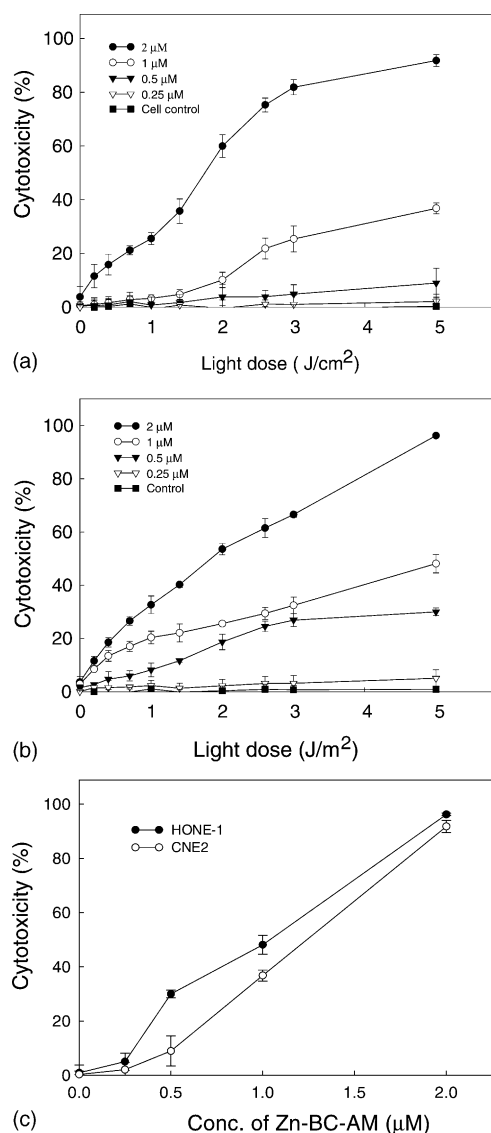 100
80
60
40
20
0
Cytotoxicity (%)
2 μM
1 μM
0.5 μM
0.25 μM
Cell control
0 1 2 3 4 5
Light dose ( J/cm²)
(a)
100
80
60
40
20
0
Cytotoxicity (%)
2 μM
1 μM
0.5 μM
0.25 μM
Control
0 1 2 3 4 5
Light dose (J/m²)
(b)
100
80
60
40
20
0
Cytotoxicity (%)
HONE-1
CNE2
0.0 0.5 1.0 1.5 2.0
Conc. of Zn-BC-AM (μM)
(c)